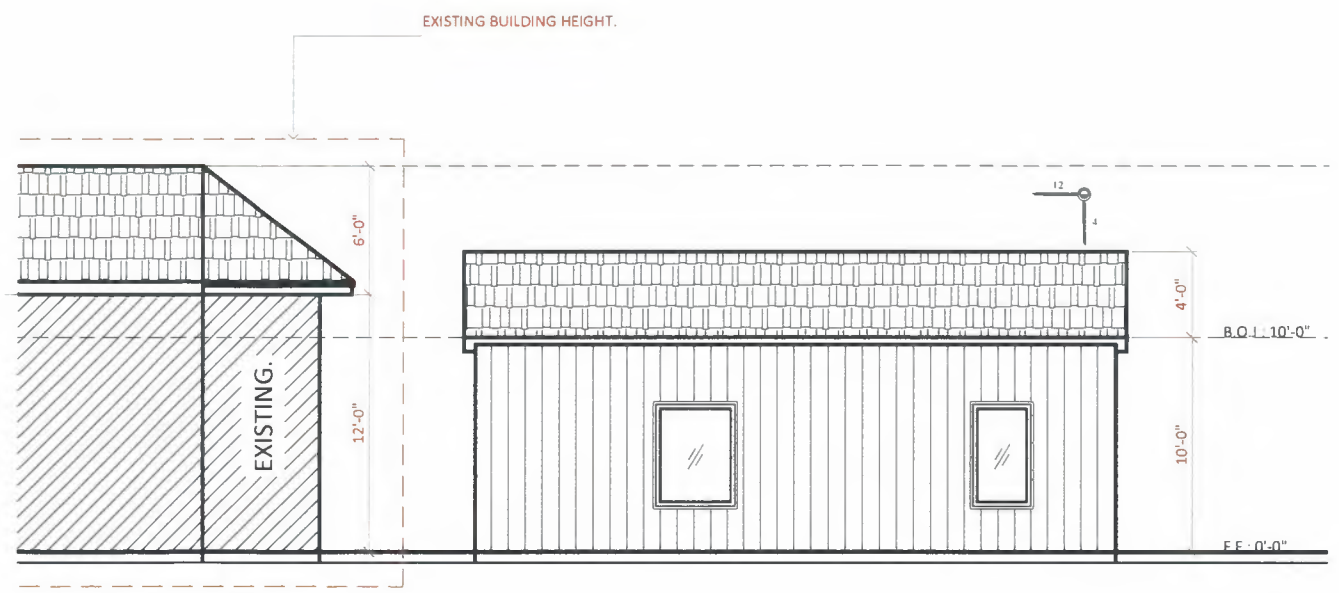 EXISTING BUILDING HEIGHT.
12
4
6'-0"
4'-0"
B.O.J.: 10'-0"
EXISTING.
12'-0"
10'-0"
F.F.: 0'-0"